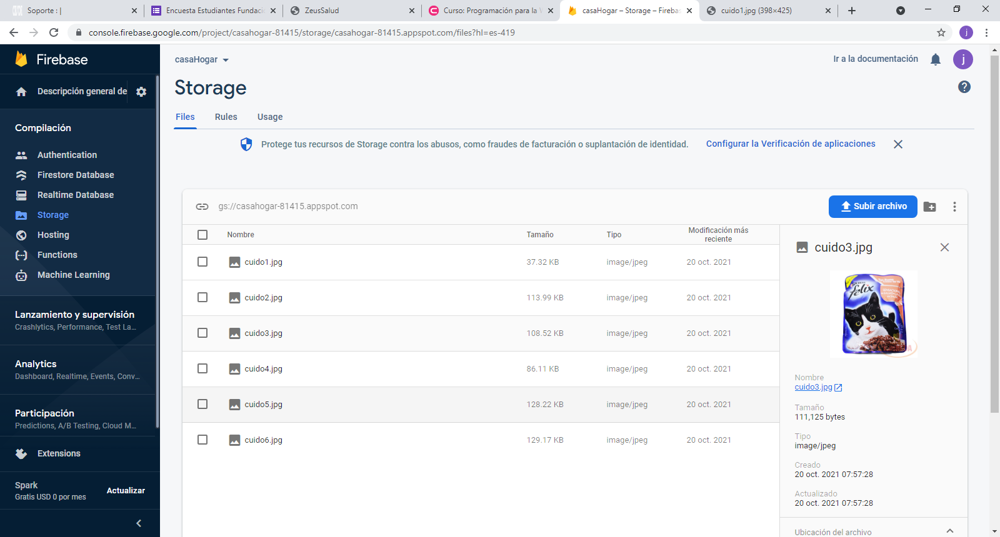 Soporte : |
Encuesta Estudiantes Fundaci
ZeusSalud
Curso: Programación para la W
casaHogar – Storage – Fireba
cuido1.jpg (398×425)
console.firebase.google.com/project/casahogar-81415/storage/casahogar-81415.appspot.com/files?hl=es-419
j
Firebase
casaHogar
Ir a la documentación
j
Descripción general de
Storage
Files
Rules
Usage
Protege tus recursos de Storage contra los abusos, como fraudes de facturación o suplantación de identidad.
Configurar la Verificación de aplicaciones
Compilación
Authentication
Firestore Database
Realtime Database
Storage
Hosting
Functions
Machine Learning
Lanzamiento y supervisión
Crashlytics, Performance, Test La…
Analytics
Dashboard, Realtime, Events, Conv…
Participación
Predictions, A/B Testing, Cloud M…
Extensions
Spark
Gratis USD 0 por mes
Actualizar
gs://casahogar-81415.appspot.com
Subir archivo
Nombre Tamaño Tipo Modificación más
reciente
cuido1.jpg 37.32 KB image/jpeg 20 oct. 2021
cuido2.jpg 113.99 KB image/jpeg 20 oct. 2021
cuido3.jpg 108.52 KB image/jpeg 20 oct. 2021
cuido4.jpg 86.11 KB image/jpeg 20 oct. 2021
cuido5.jpg 128.22 KB image/jpeg 20 oct. 2021
cuido6.jpg 129.17 KB image/jpeg 20 oct. 2021
cuido3.jpg
felix
Nombre
cuido3.jpg
Tamaño
111,125 bytes
Tipo
image/jpeg
Creado
20 oct. 2021 07:57:28
Actualizado
20 oct. 2021 07:57:28
Ubicación del archivo